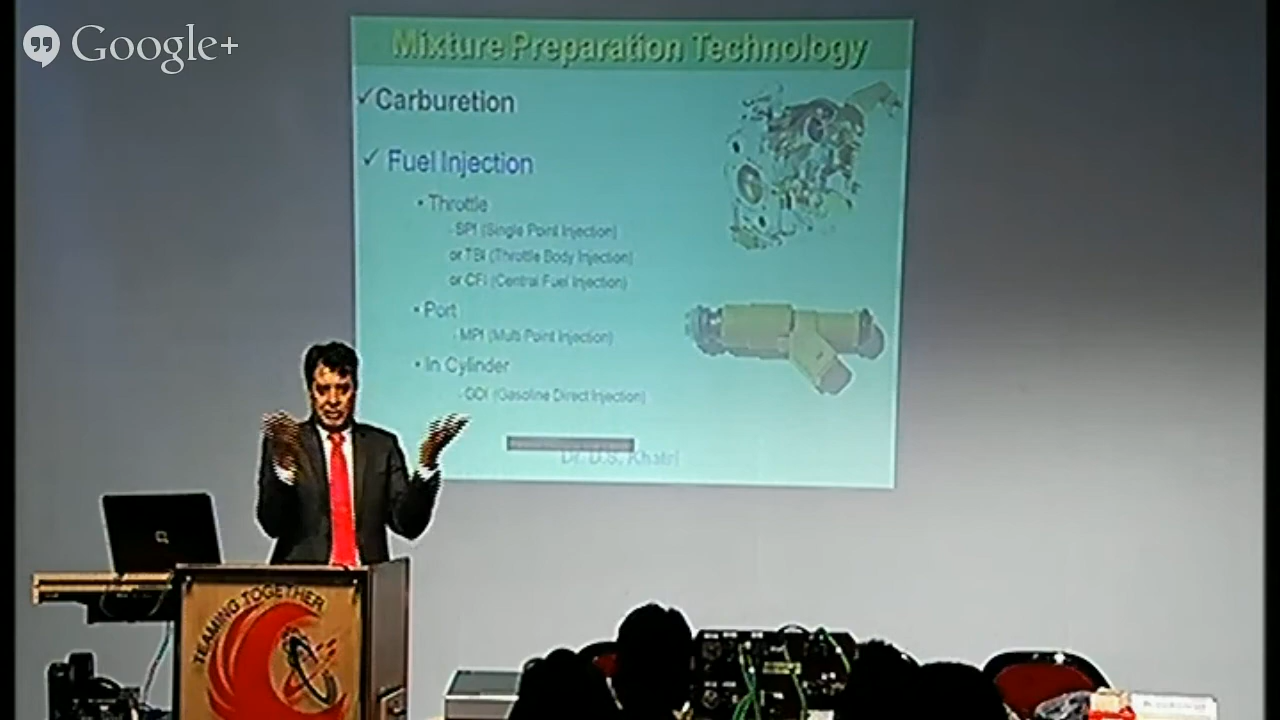 Google+
Mixture Preparation Technology
✓Carburetion
✓ Fuel Injection
• Throttle
- SPI (Single Point Injection)
or TBI (Throttle Body Injection)
or CFI (Central Fuel Injection)
• Port
- MPI (Multi Point Injection)
• In Cylinder
- GDI (Gasoline Direct Injection)
Dr. D.S. Khatri
TEAMING TOGETHER